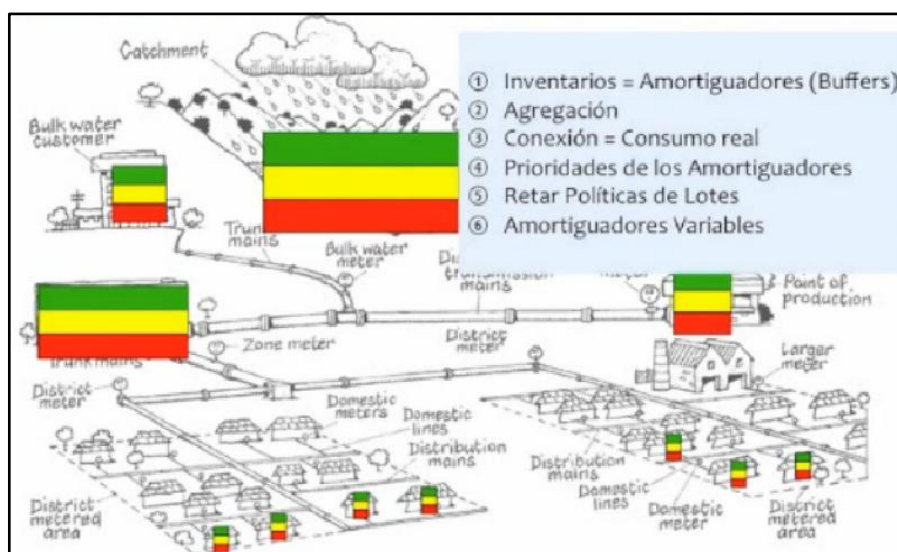 Catchment
① Inventarios = Amortiguadores (Buffers)
② Agregación
③ Conexión = Consumo real
④ Prioridades de los Amortiguadores
⑤ Retar Políticas de Lotes
⑥ Amortiguadores Variables
Bulk water
customer
mains
Bulk water
meter
Point of
production
Trunk mains
Zone meter
District
meter
Larger
meter
District
meter
Domestic
meters
Domestic
lines
Distribution
mains
District
metered
area
Distribution
mains
Domestic
lines
Domestic
meter
District
metered area